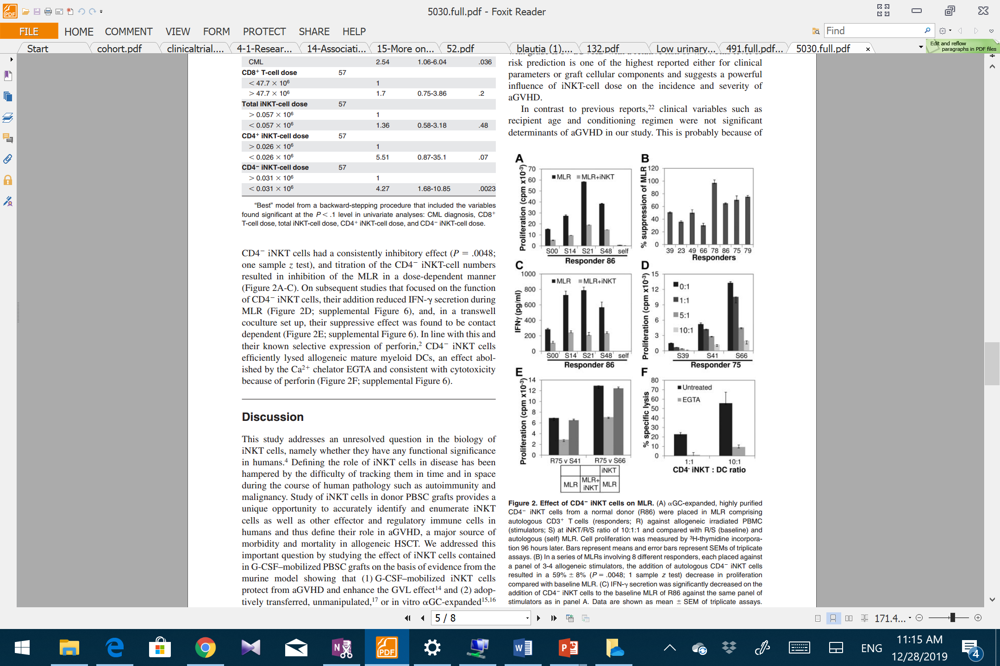 5030.full.pdf - Foxit Reader
FILE HOME COMMENT VIEW FORM PROTECT SHARE HELP
Find
Start cohort.pdf clinicaltrial.... 4-1-Resear... 14-Associati... 15-More on... 52.pdf blautia (1).... 132.pdf Low urinary... 491.full.pdf... 5030.full.pdf ×
Edit and reflow
paragraphs in PDF files
CML 2.54 1.06-6.04 .036
CD8+ T-cell dose 57
< 47.7 × 10⁶ 1
> 47.7 × 10⁶ 1.7 0.75-3.86 .2
Total iNKT-cell dose 57
> 0.057 × 10⁶ 1
< 0.057 × 10⁶ 1.36 0.58-3.18 .48
CD4+ iNKT-cell dose 57
> 0.026 × 10⁶ 1
< 0.026 × 10⁶ 5.51 0.87-35.1 .07
CD4− iNKT-cell dose 57
> 0.031 × 10⁶ 1
< 0.031 × 10⁶ 4.27 1.68-10.85 .0023
“Best” model from a backward-stepping procedure that included the variables
found significant at the P < .1 level in univariate analyses: CML diagnosis, CD8+
T-cell dose, total iNKT-cell dose, CD4+ iNKT-cell dose, and CD4− iNKT-cell dose.
CD4− iNKT cells had a consistently inhibitory effect (P = .0048;
one sample z test), and titration of the CD4− iNKT-cell numbers
resulted in inhibition of the MLR in a dose-dependent manner
(Figure 2A-C). On subsequent studies that focused on the function
of CD4− iNKT cells, their addition reduced IFN-γ secretion during
MLR (Figure 2D; supplemental Figure 6), and, in a transwell
coculture set up, their suppressive effect was found to be contact
dependent (Figure 2E; supplemental Figure 6). In line with this and
their known selective expression of perforin,² CD4− iNKT cells
efficiently lysed allogeneic mature myeloid DCs, an effect abol-
ished by the Ca²⁺ chelator EGTA and consistent with cytotoxicity
because of perforin (Figure 2F; supplemental Figure 6).
Discussion
This study addresses an unresolved question in the biology of
iNKT cells, namely whether they have any functional significance
in humans.⁴ Defining the role of iNKT cells in disease has been
hampered by the difficulty of tracking them in time and in space
during the course of human pathology such as autoimmunity and
malignancy. Study of iNKT cells in donor PBSC grafts provides a
unique opportunity to accurately identify and enumerate iNKT
cells as well as other effector and regulatory immune cells in
humans and thus define their role in aGVHD, a major source of
morbidity and mortality in allogeneic HSCT. We addressed this
important question by studying the effect of iNKT cells contained
in G-CSF–mobilized PBSC grafts on the basis of evidence from the
murine model showing that (1) G-CSF–mobilized iNKT cells
protect from aGVHD and enhance the GVL effect¹⁴ and (2) adop-
tively transferred, unmanipulated,¹⁷ or in vitro αGC-expanded¹⁵,¹⁶
risk prediction is one of the highest reported either for clinical
parameters or graft cellular components and suggests a powerful
influence of iNKT-cell dose on the incidence and severity of
aGVHD.
In contrast to previous reports,²² clinical variables such as
recipient age and conditioning regimen were not significant
determinants of aGVHD in our study. This is probably because of
A
Proliferation (cpm x10⁻³)
70
60
50
40
30
20
10
0
MLR MLR+iNKT
S00 S14 S21 S48 self
Responder 86
B
% suppression of MLR
120
100
80
60
40
20
0
39 23 49 66 78 86 75 79
Responders
C
IFNγ (pg/ml)
1000
800
600
400
200
0
MLR MLR+iNKT
S00 S14 S21 S48 self
Responder 86
D
Proliferation (cpm x10⁻³)
15
12
9
6
3
0
0:1
1:1
5:1
10:1
S39 S41 S66
Responder 75
E
Proliferation (cpm x10⁻³)
14
12
10
8
6
4
2
0
R75 v S41 R75 v S66
iNKT
MLR MLR+ iNKT MLR
F
% specific lysis
80
70
60
50
40
30
20
10
0
Untreated
EGTA
1:1 10:1
CD4⁻ iNKT : DC ratio
Figure 2. Effect of CD4− iNKT cells on MLR. (A) αGC-expanded, highly purified
CD4− iNKT cells from a normal donor (R86) were placed in MLR comprising
autologous CD3+ T cells (responders; R) against allogeneic irradiated PBMC
(stimulators; S) at iNKT/R/S ratio of 10:1:1 and compared with R/S (baseline) and
autologous (self) MLR. Cell proliferation was measured by ³H-thymidine incorpora-
tion 96 hours later. Bars represent means and error bars represent SEMs of triplicate
assays. (B) In a series of MLRs involving 8 different responders, each placed against
a panel of 3-4 allogeneic stimulators, the addition of autologous CD4− iNKT cells
resulted in a 59% ± 8% (P = .0048; 1 sample z test) decrease in proliferation
compared with baseline MLR. (C) IFN-γ secretion was significantly decreased on the
addition of CD4− iNKT cells to the baseline MLR of R86 against the same panel of
stimulators as in panel A. Data are shown as mean ± SEM of triplicate assays.
5 / 8
171.4...
ENG
11:15 AM
12/28/2019
4